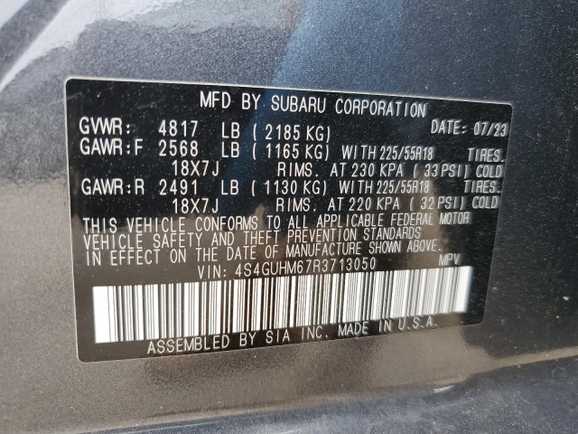 MFD BY SUBARU CORPORATION
GVWR: 4817 LB ( 2185 KG) DATE: 07/23
GAWR:F 2568 LB ( 1165 KG) WITH 225/55R18 TIRES.
18X7J RIMS. AT 230 KPA ( 33 PSI) COLD
GAWR:R 2491 LB ( 1130 KG) WITH 225/55R18 TIRES.
18X7J RIMS. AT 220 KPA ( 32 PSI) COLD
THIS VEHICLE CONFORMS TO ALL APPLICABLE FEDERAL MOTOR
VEHICLE SAFETY AND THEFT PREVENTION STANDARDS
IN EFFECT ON THE DATE OF MANUFACTURE SHOWN ABOVE.
VIN: 4S4GUHM67R3713050 MPV
ASSEMBLED BY SIA INC. MADE IN U.S.A.